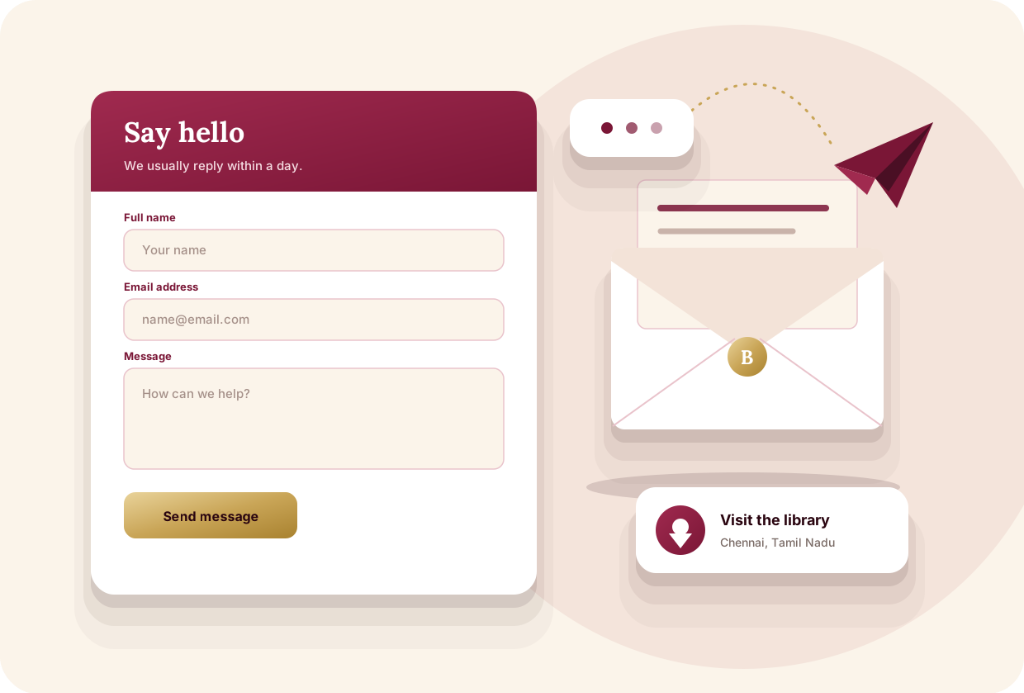 Say hello
We usually reply within a day.
Full name
Your name
Email address
name@email.com
Message
How can we help?
Send message
B
Visit the library
Chennai, Tamil Nadu